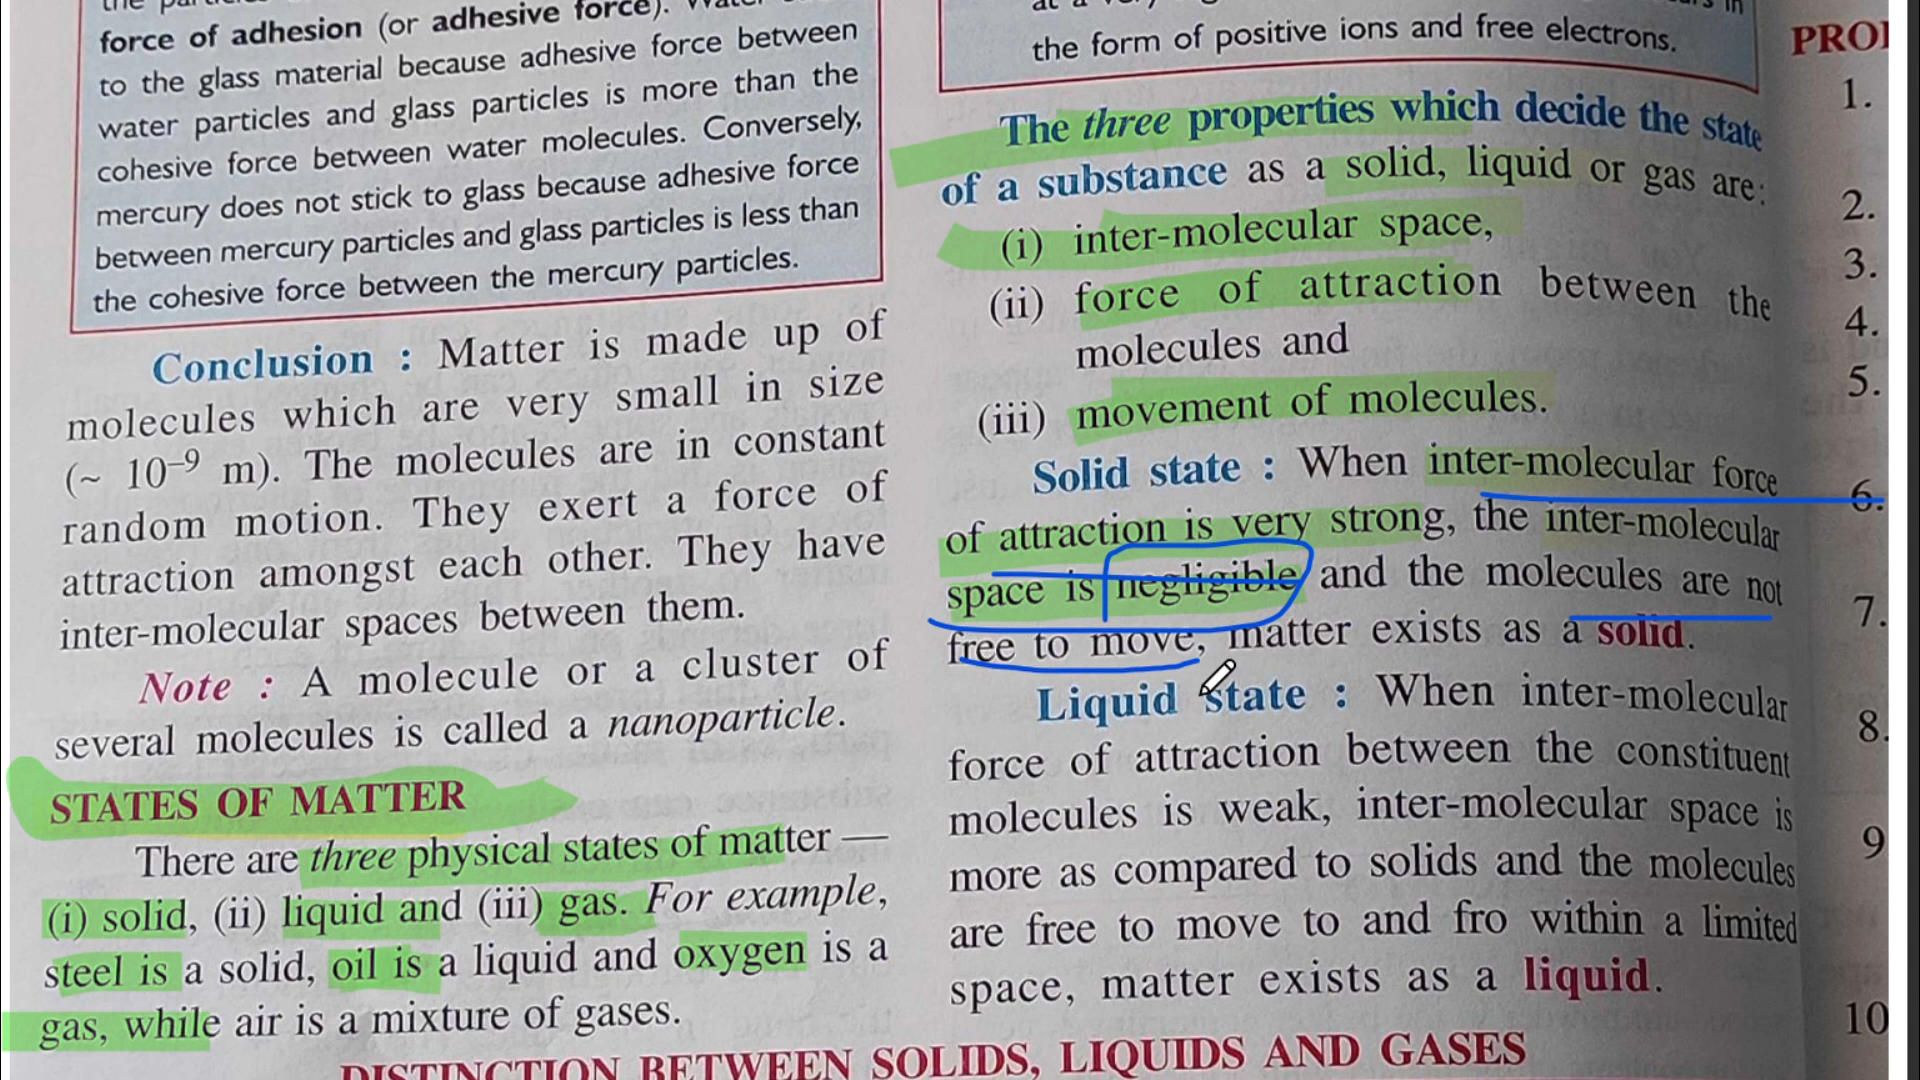 force of adhesion (or adhesive force).
to the glass material because adhesive force between
water particles and glass particles is more than the
cohesive force between water molecules. Conversely,
mercury does not stick to glass because adhesive force
between mercury particles and glass particles is less than
the cohesive force between the mercury particles.
Conclusion : Matter is made up of
molecules which are very small in size
(~ 10⁻⁹ m). The molecules are in constant
random motion. They exert a force of
attraction amongst each other. They have
inter-molecular spaces between them.
Note : A molecule or a cluster of
several molecules is called a nanoparticle.
STATES OF MATTER
There are three physical states of matter —
(i) solid, (ii) liquid and (iii) gas. For example,
steel is a solid, oil is a liquid and oxygen is a
gas, while air is a mixture of gases.
the form of positive ions and free electrons.
The three properties which decide the state
of a substance as a solid, liquid or gas are:
(i) inter-molecular space,
(ii) force of attraction between the
molecules and
(iii) movement of molecules.
Solid state : When inter-molecular force
of attraction is very strong, the inter-molecular
space is negligible and the molecules are not
free to move, matter exists as a solid.
Liquid state : When inter-molecular
force of attraction between the constituent
molecules is weak, inter-molecular space is
more as compared to solids and the molecules
are free to move to and fro within a limited
space, matter exists as a liquid.
DISTINCTION BETWEEN SOLIDS, LIQUIDS AND GASES
1.
2.
3.
4.
5.
6.
7.
8.
9
10